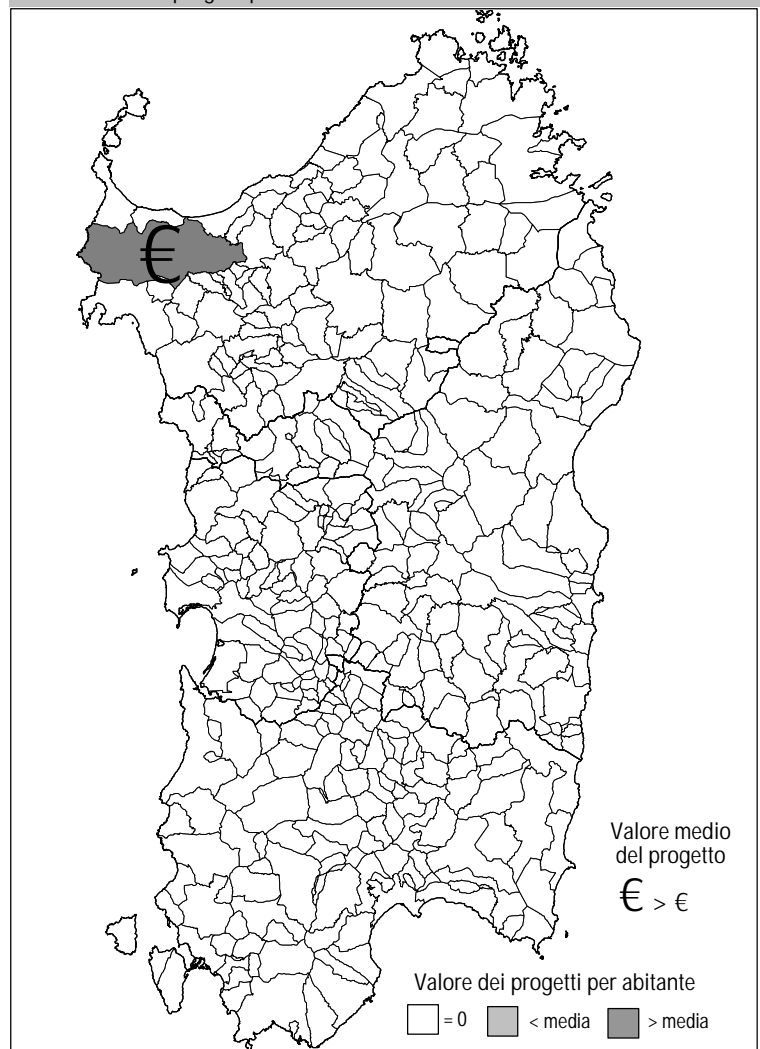 €
Valore medio
del progetto
€ > €
Valore dei progetti per abitante
= 0 < media > media